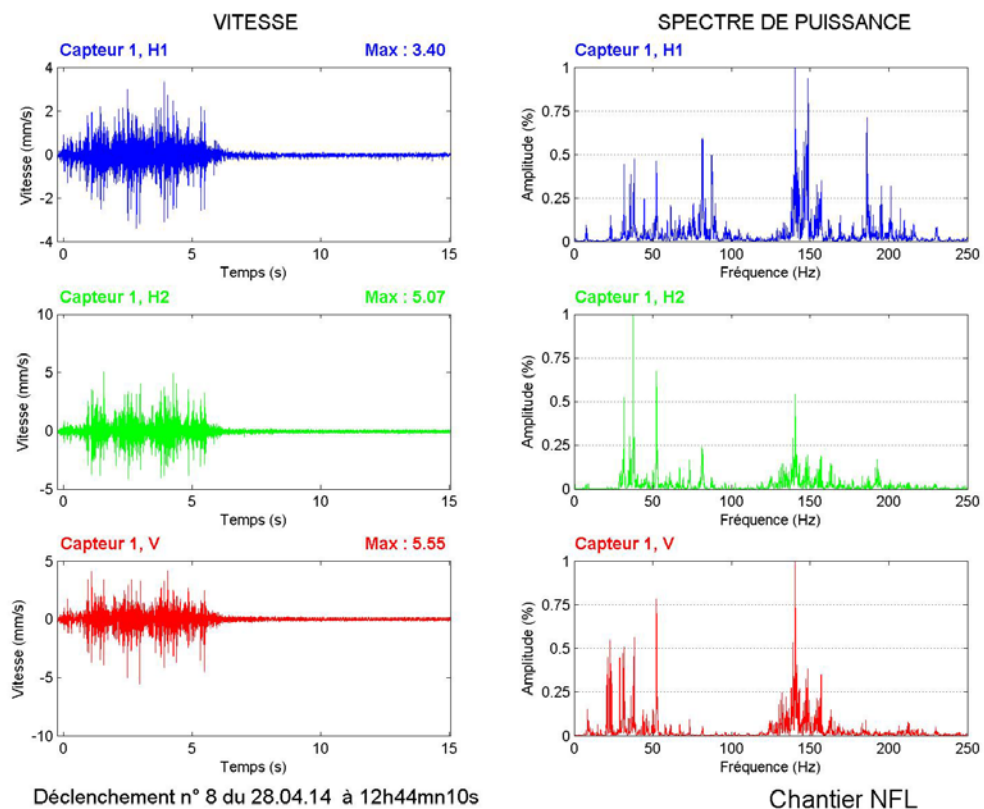 VITESSE
SPECTRE DE PUISSANCE
Capteur 1, H1 Max : 3.40
4
2
0
-2
-4
Vitesse (mm/s)
0 5 10 15
Temps (s)
Capteur 1, H1
1
0.75
0.5
0.25
0
Amplitude (%)
0 50 100 150 200 250
Fréquence (Hz)
Capteur 1, H2 Max : 5.07
10
5
0
-5
Vitesse (mm/s)
0 5 10 15
Temps (s)
Capteur 1, H2
1
0.75
0.5
0.25
0
Amplitude (%)
0 50 100 150 200 250
Fréquence (Hz)
Capteur 1, V Max : 5.55
5
0
-5
-10
Vitesse (mm/s)
0 5 10 15
Temps (s)
Capteur 1, V
1
0.75
0.5
0.25
0
Amplitude (%)
0 50 100 150 200 250
Fréquence (Hz)
Déclenchement n° 8 du 28.04.14 à 12h44mn10s
Chantier NFL